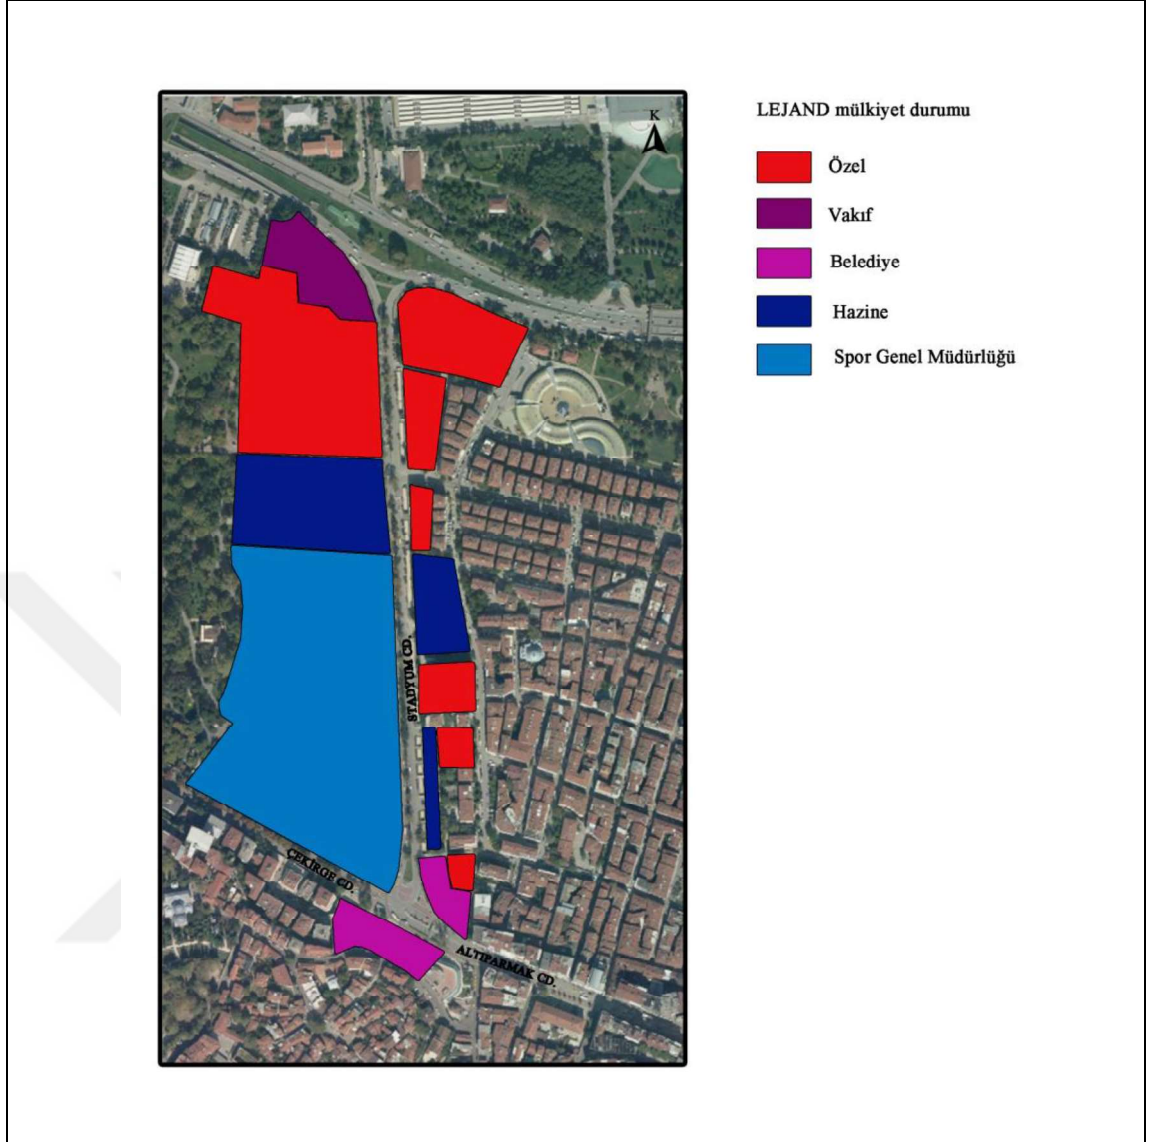 LEJAND mülkiyet durumu
K
Özel
Vakıf
Belediye
Hazine
Spor Genel Müdürlüğü
STADYUM CD.
ÇEKİRGE CD.
ALTIPARMAK CD.